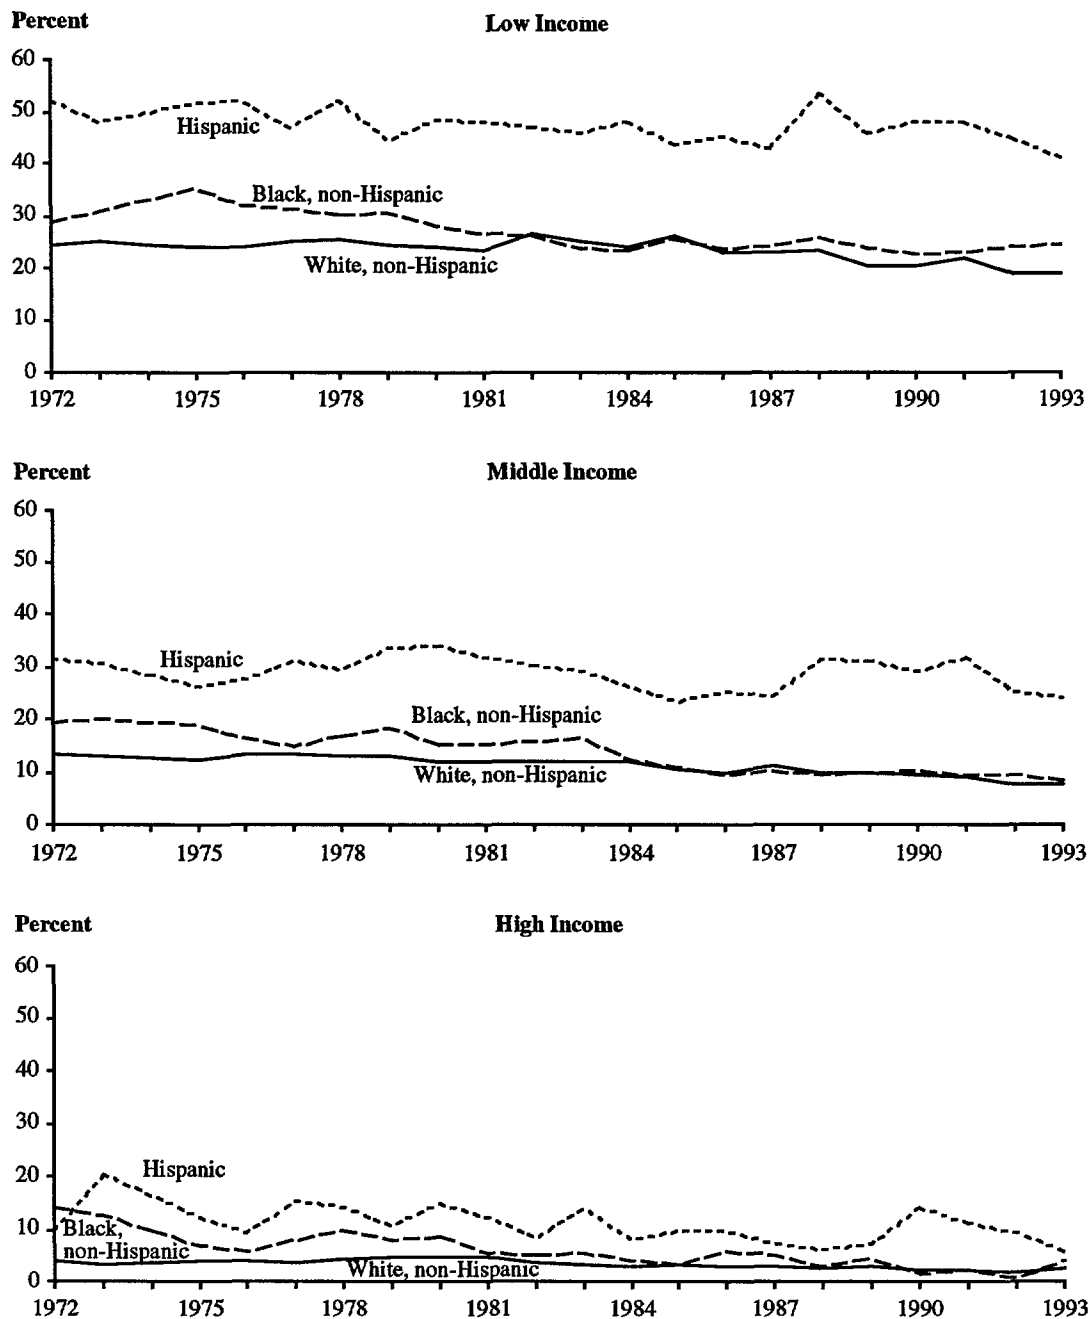 Percent
Low Income
60
50
Hispanic
40
Black, non-Hispanic
30
White, non-Hispanic
20
10
0
1972 1975 1978 1981 1984 1987 1990 1993
Percent
Middle Income
60
50
40
Hispanic
30
Black, non-Hispanic
20
White, non-Hispanic
10
0
1972 1975 1978 1981 1984 1987 1990 1993
Percent
High Income
60
50
40
30
20
Hispanic
10
Black,
non-Hispanic
White, non-Hispanic
0
1972 1975 1978 1981 1984 1987 1990 1993